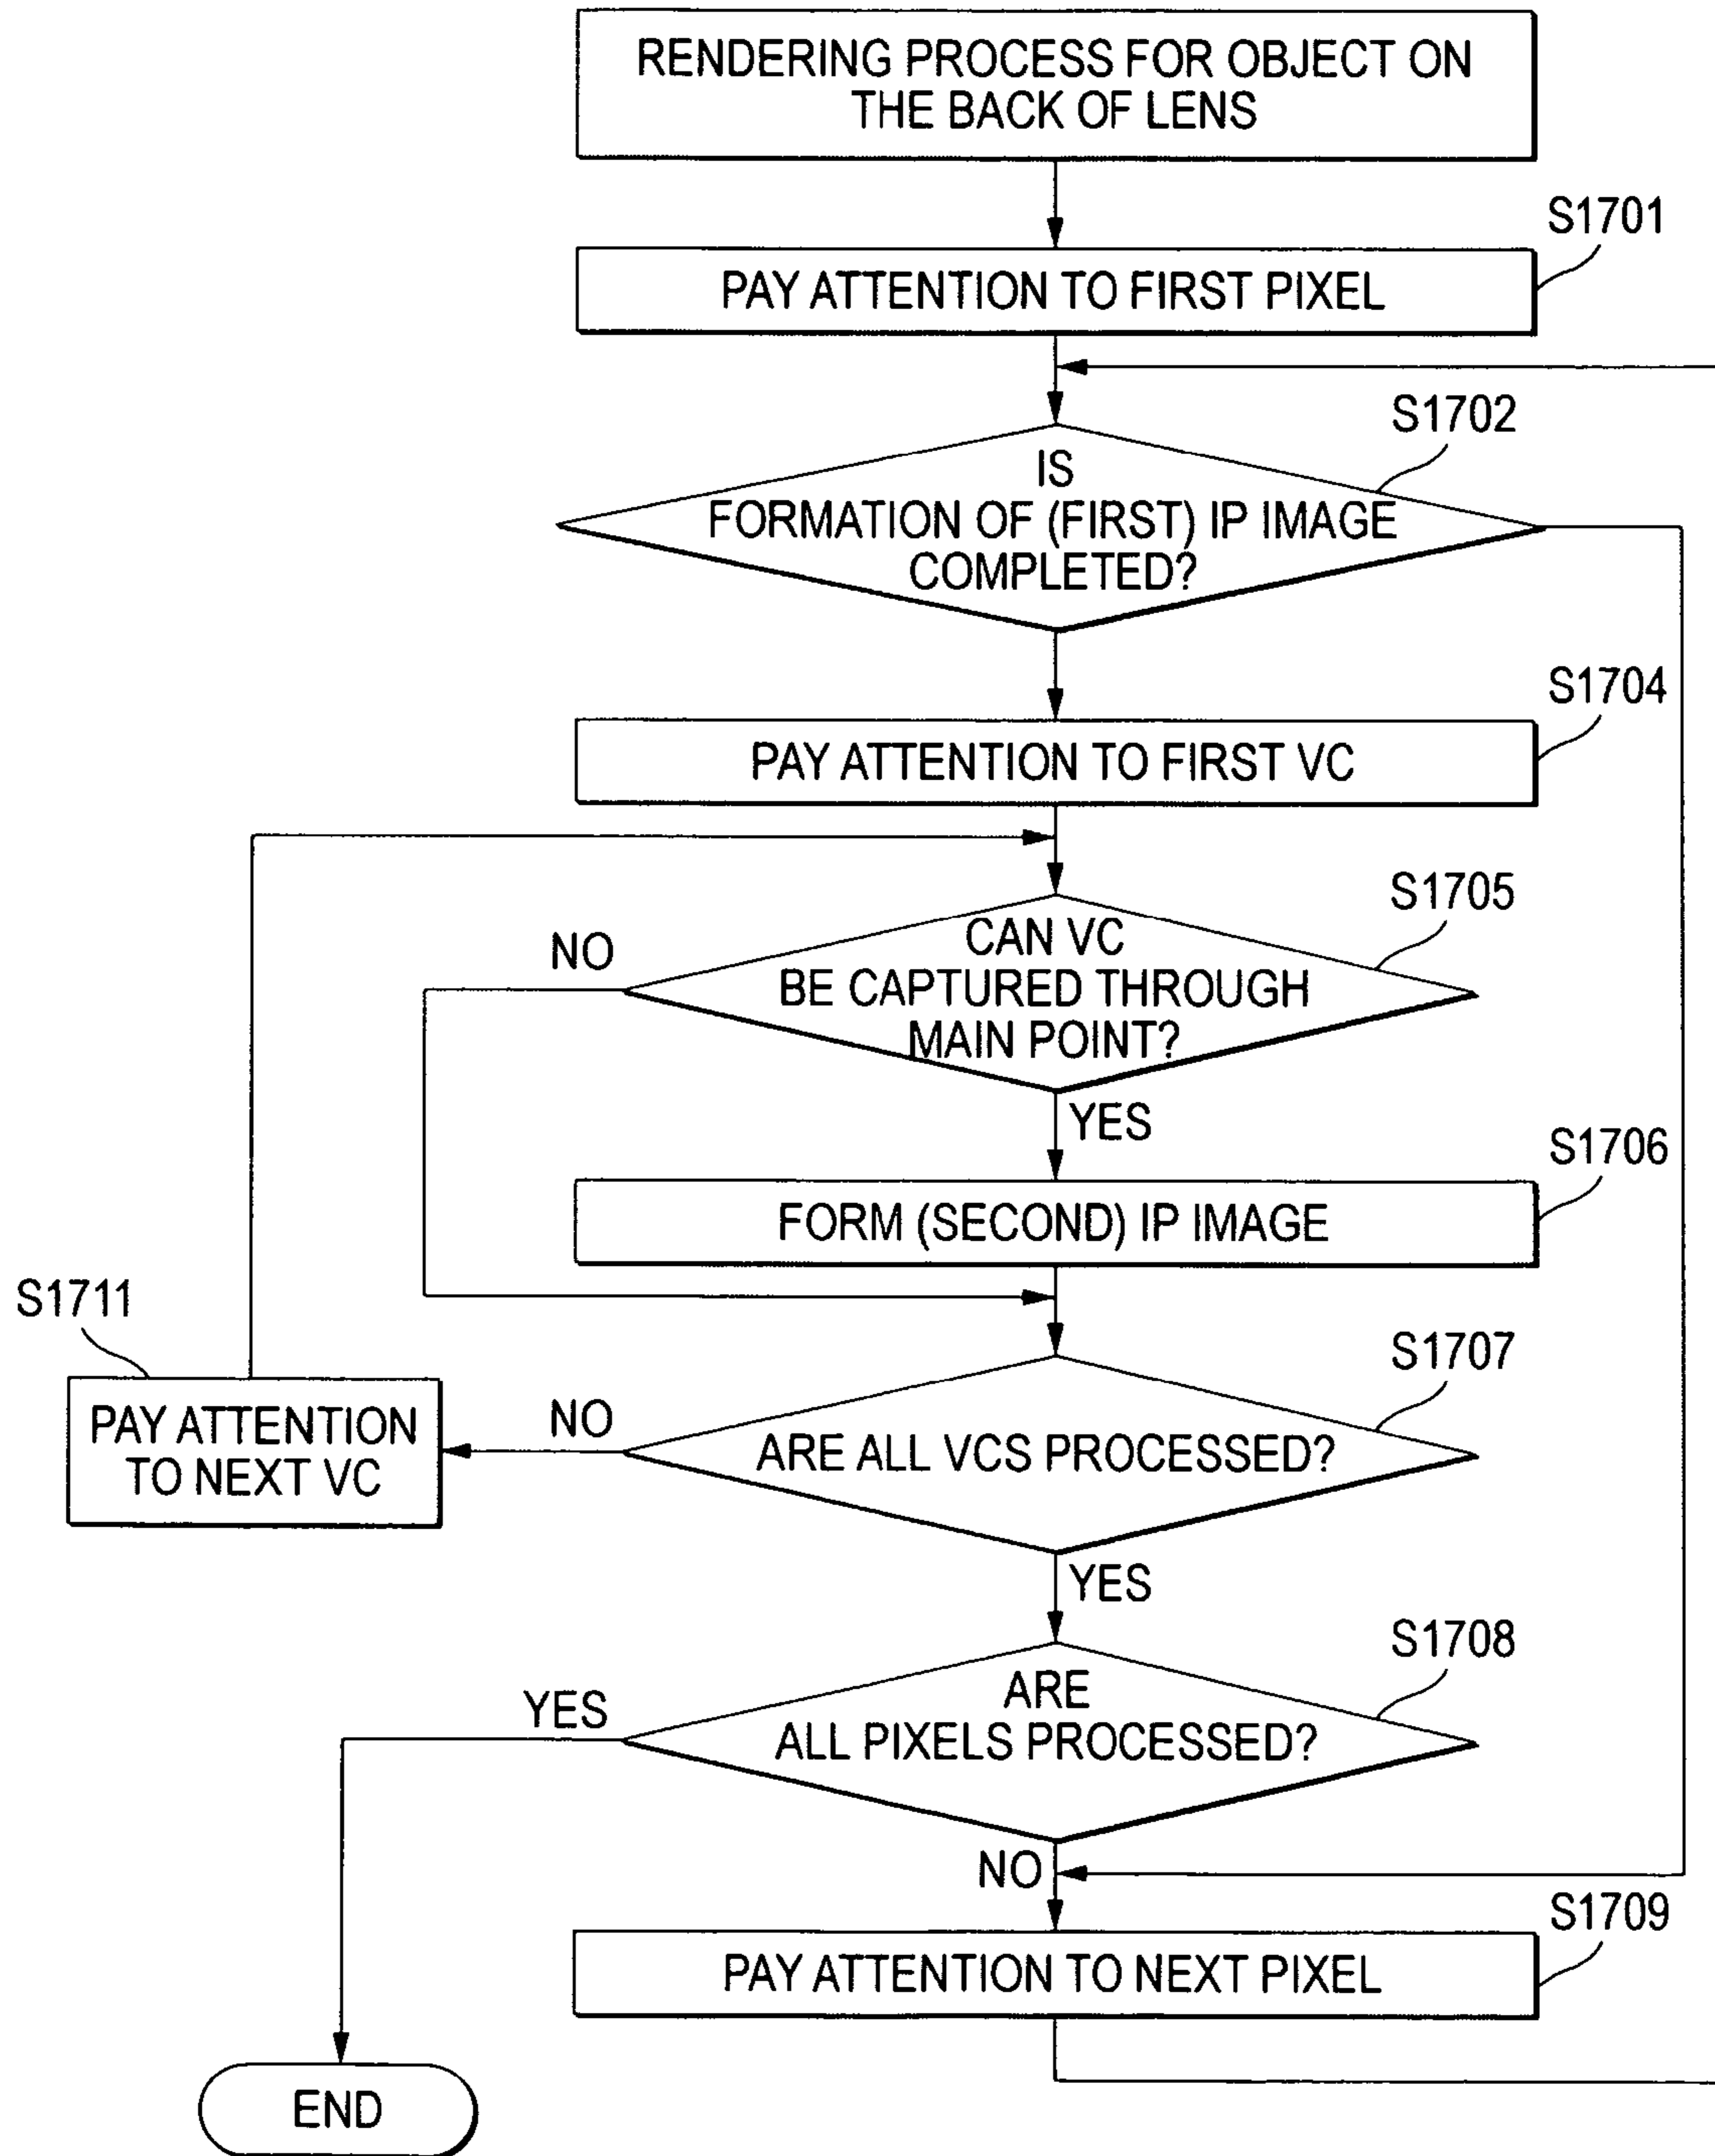 RENDERING PROCESS FOR OBJECT ON
THE BACK OF LENS
S1701
PAY ATTENTION TO FIRST PIXEL
S1702
IS
FORMATION OF (FIRST) IP IMAGE
COMPLETED?
S1704
PAY ATTENTION TO FIRST VC
S1705
CAN VC
BE CAPTURED THROUGH
MAIN POINT?
NO
YES
S1706
FORM (SECOND) IP IMAGE
S1711
PAY ATTENTION
TO NEXT VC
S1707
NO
ARE ALL VCS PROCESSED?
YES
S1708
ARE
ALL PIXELS PROCESSED?
YES
NO
S1709
PAY ATTENTION TO NEXT PIXEL
END